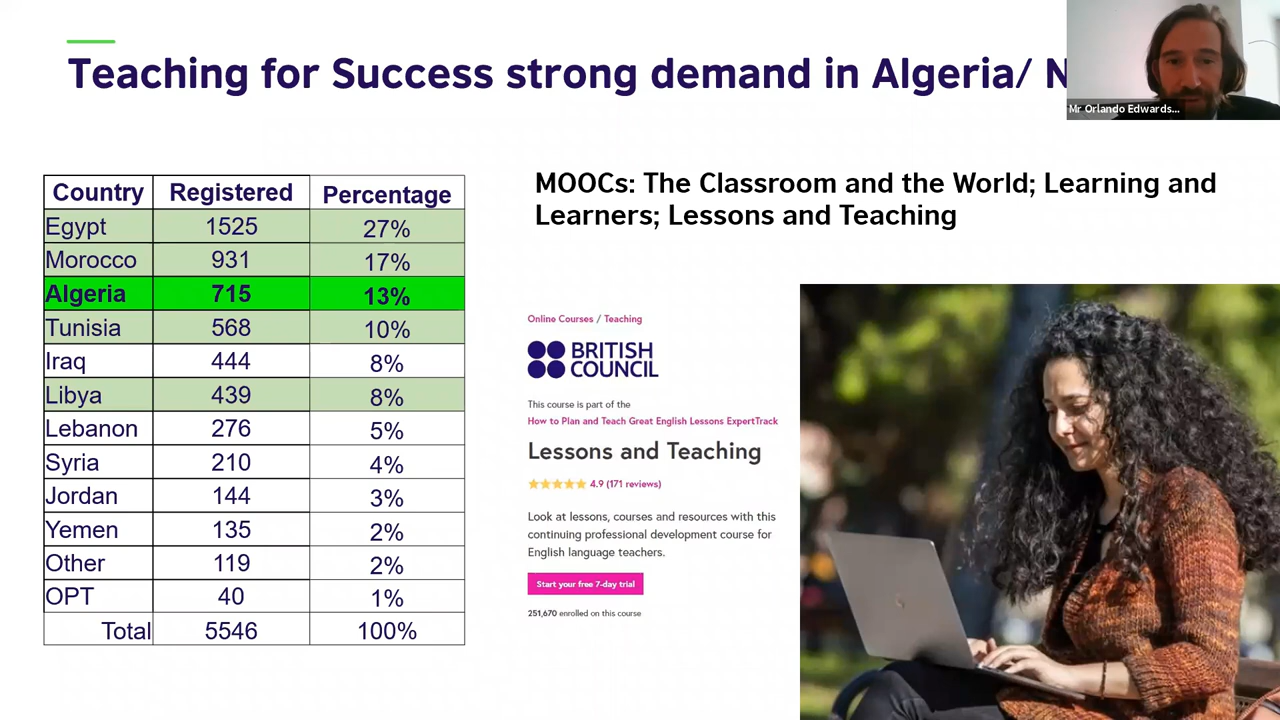 Teaching for Success strong demand in Algeria/ N
Mr Orlando Edwards...
Country Registered Percentage
Egypt 1525 27%
Morocco 931 17%
Algeria 715 13%
Tunisia 568 10%
Iraq 444 8%
Libya 439 8%
Lebanon 276 5%
Syria 210 4%
Jordan 144 3%
Yemen 135 2%
Other 119 2%
OPT 40 1%
Total 5546 100%
MOOCs: The Classroom and the World; Learning and
Learners; Lessons and Teaching
Online Courses / Teaching
BRITISH
COUNCIL
This course is part of the
How to Plan and Teach Great English Lessons ExpertTrack
Lessons and Teaching
4.9 (171 reviews)
Look at lessons, courses and resources with this
continuing professional development course for
English language teachers.
Start your free 7-day trial
251,670 enrolled on this course